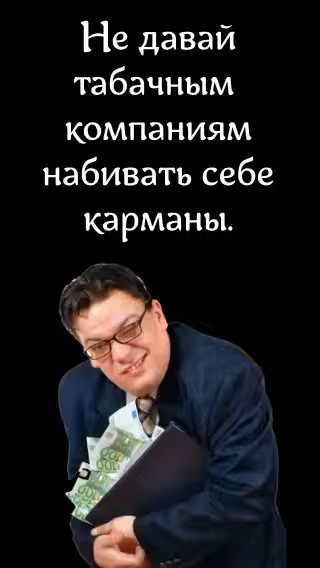 Не давай
табачным
компаниям
набивать себе
карманы.